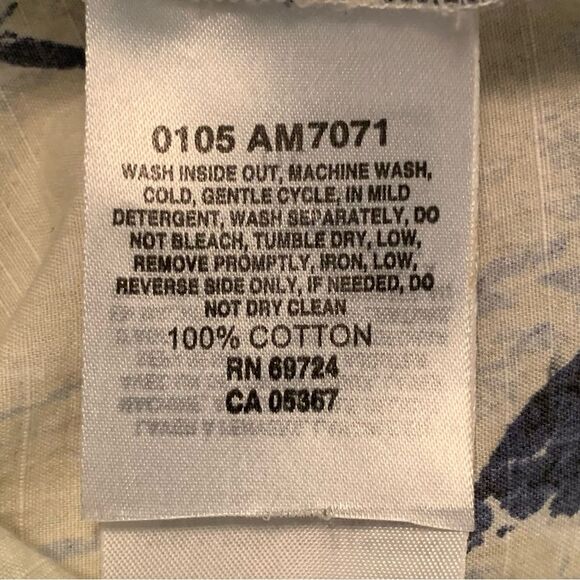 0105 AM7071
WASH INSIDE OUT, MACHINE WASH,
COLD, GENTLE CYCLE, IN MILD
DETERGENT, WASH SEPARATELY, DO
NOT BLEACH, TUMBLE DRY, LOW,
REMOVE PROMPTLY, IRON, LOW,
REVERSE SIDE ONLY, IF NEEDED, DO
NOT DRY CLEAN
100% COTTON
RN 69724
CA 05367